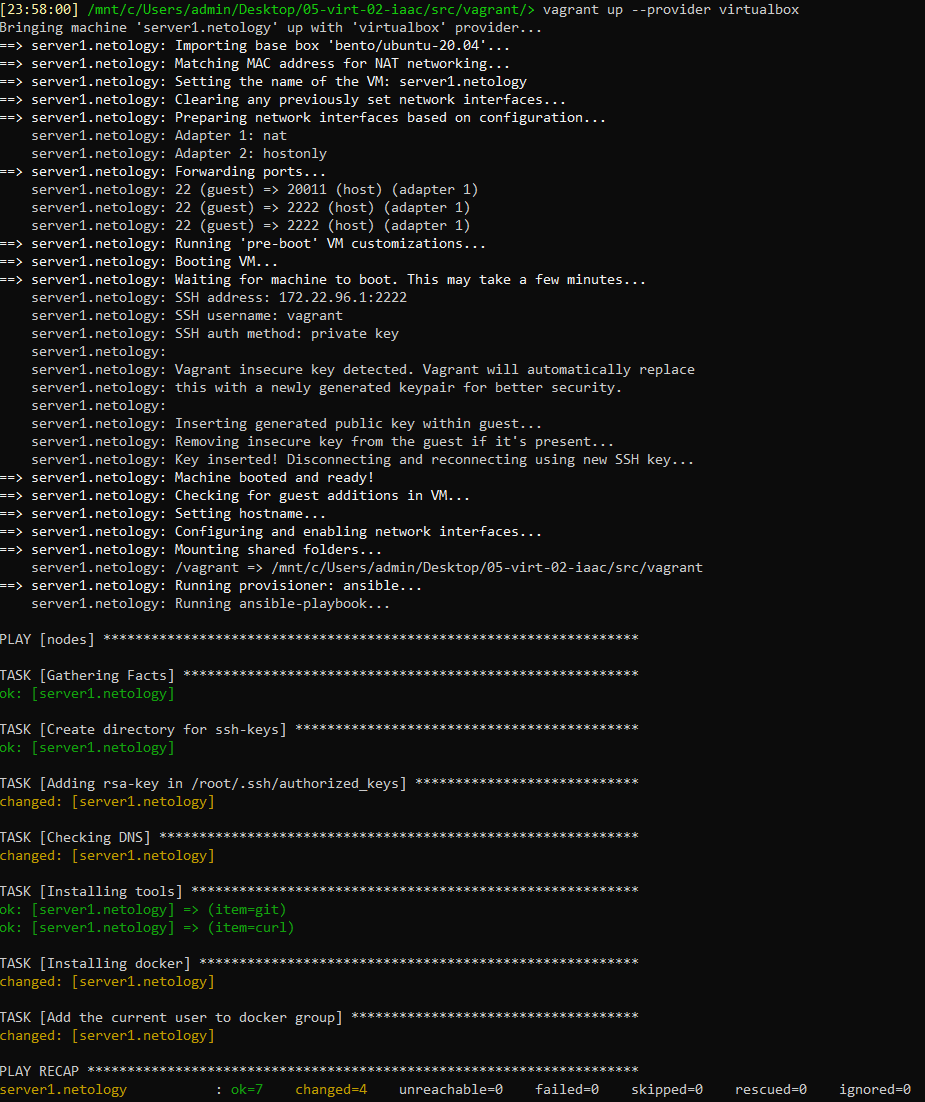 [23:58:00] /mnt/c/Users/admin/Desktop/05-virt-02-iaac/src/vagrant/> vagrant up --provider virtualbox
Bringing machine 'server1.netology' up with 'virtualbox' provider...
==> server1.netology: Importing base box 'bento/ubuntu-20.04'...
==> server1.netology: Matching MAC address for NAT networking...
==> server1.netology: Setting the name of the VM: server1.netology
==> server1.netology: Clearing any previously set network interfaces...
==> server1.netology: Preparing network interfaces based on configuration...
    server1.netology: Adapter 1: nat
    server1.netology: Adapter 2: hostonly
==> server1.netology: Forwarding ports...
    server1.netology: 22 (guest) => 20011 (host) (adapter 1)
    server1.netology: 22 (guest) => 2222 (host) (adapter 1)
    server1.netology: 22 (guest) => 2222 (host) (adapter 1)
==> server1.netology: Running 'pre-boot' VM customizations...
==> server1.netology: Booting VM...
==> server1.netology: Waiting for machine to boot. This may take a few minutes...
    server1.netology: SSH address: 172.22.96.1:2222
    server1.netology: SSH username: vagrant
    server1.netology: SSH auth method: private key
    server1.netology:
    server1.netology: Vagrant insecure key detected. Vagrant will automatically replace
    server1.netology: this with a newly generated keypair for better security.
    server1.netology:
    server1.netology: Inserting generated public key within guest...
    server1.netology: Removing insecure key from the guest if it's present...
    server1.netology: Key inserted! Disconnecting and reconnecting using new SSH key...
==> server1.netology: Machine booted and ready!
==> server1.netology: Checking for guest additions in VM...
==> server1.netology: Setting hostname...
==> server1.netology: Configuring and enabling network interfaces...
==> server1.netology: Mounting shared folders...
    server1.netology: /vagrant => /mnt/c/Users/admin/Desktop/05-virt-02-iaac/src/vagrant
==> server1.netology: Running provisioner: ansible...
    server1.netology: Running ansible-playbook...
PLAY [nodes] *******************************************************************
TASK [Gathering Facts] *********************************************************
ok: [server1.netology]
TASK [Create directory for ssh-keys] *******************************************
ok: [server1.netology]
TASK [Adding rsa-key in /root/.ssh/authorized_keys] ****************************
changed: [server1.netology]
TASK [Checking DNS] ************************************************************
changed: [server1.netology]
TASK [Installing tools] ********************************************************
ok: [server1.netology] => (item=git)
ok: [server1.netology] => (item=curl)
TASK [Installing docker] *******************************************************
changed: [server1.netology]
TASK [Add the current user to docker group] ************************************
changed: [server1.netology]
PLAY RECAP *********************************************************************
server1.netology           : ok=7    changed=4    unreachable=0    failed=0    skipped=0    rescued=0    ignored=0